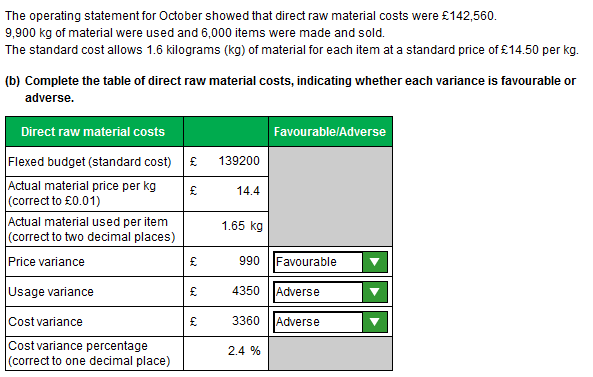 The operating statement for October showed that direct raw material costs were £142,560.
9,900 kg of material were used and 6,000 items were made and sold.
The standard cost allows 1.6 kilograms (kg) of material for each item at a standard price of £14.50 per kg.
(b) Complete the table of direct raw material costs, indicating whether each variance is favourable or
adverse.
Direct raw material costs Favourable/Adverse
Flexed budget (standard cost) £ 139200
Actual material price per kg
(correct to £0.01) £ 14.4
Actual material used per item
(correct to two decimal places) 1.65 kg
Price variance £ 990 Favourable
Usage variance £ 4350 Adverse
Cost variance £ 3360 Adverse
Cost variance percentage
(correct to one decimal place) 2.4 %